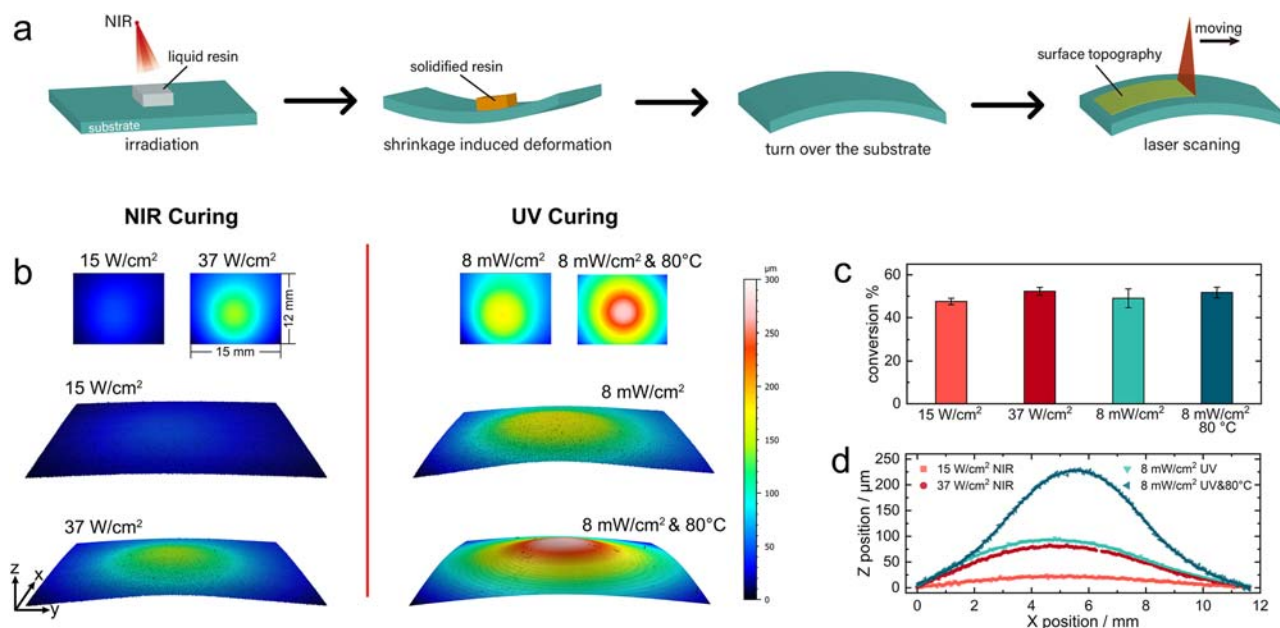 a
NIR
liquid resin
substrate
irradiation
solidified resin
shrinkage induced deformation
turn over the substrate
moving
surface topography
laser scaning
NIR Curing
UV Curing
b
15 W/cm²
37 W/cm²
12 mm
15 mm
8 mW/cm²
8 mW/cm² & 80°C
15 W/cm²
8 mW/cm²
37 W/cm²
8 mW/cm² & 80°C
z
x
y
µm
300
250
200
150
100
50
0
c
conversion %
60
40
20
0
15 W/cm²
37 W/cm²
8 mW/cm²
8 mW/cm²
80 °C
d
Z position / µm
250
200
150
100
50
0
15 W/cm² NIR
37 W/cm² NIR
8 mW/cm² UV
8 mW/cm² UV&80°C
0 2 4 6 8 10 12
X position / mm